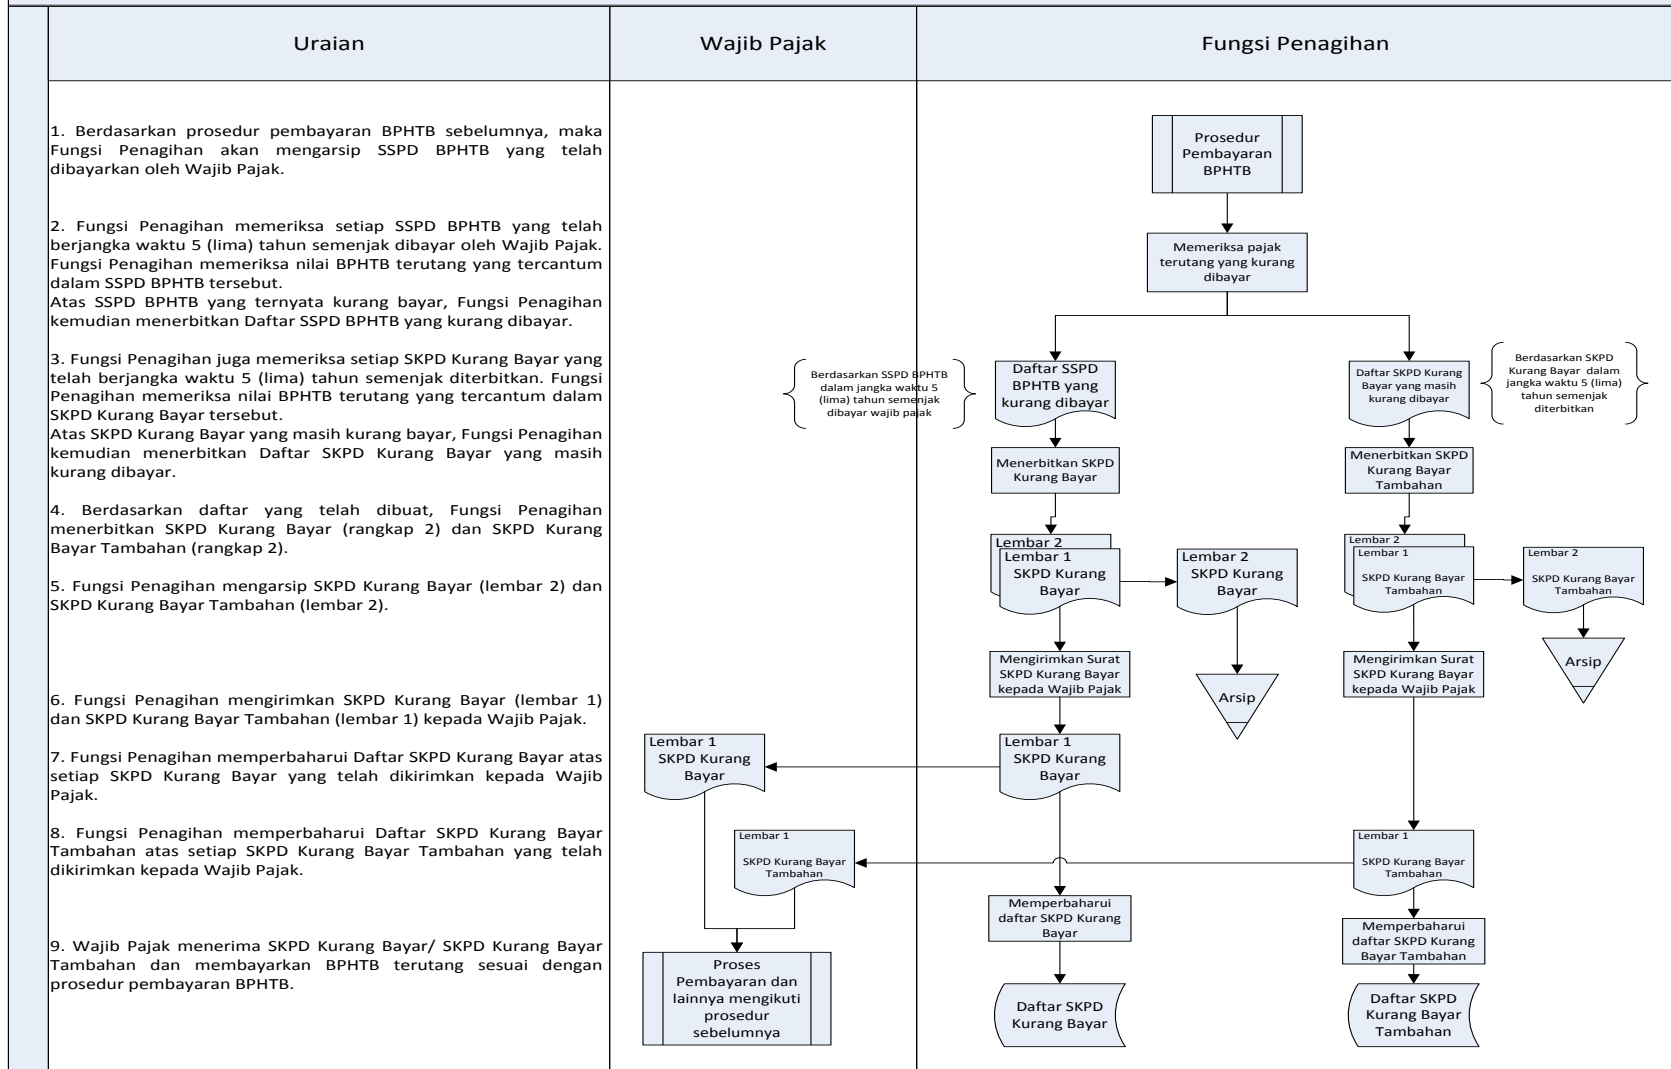 Uraian
Wajib Pajak
Fungsi Penagihan
1. Berdasarkan prosedur pembayaran BPHTB sebelumnya, maka
Fungsi Penagihan akan mengarsip SSPD BPHTB yang telah
dibayarkan oleh Wajib Pajak.
2. Fungsi Penagihan memeriksa setiap SSPD BPHTB yang telah
berjangka waktu 5 (lima) tahun semenjak dibayar oleh Wajib Pajak.
Fungsi Penagihan memeriksa nilai BPHTB terutang yang tercantum
dalam SSPD BPHTB tersebut.
Atas SSPD BPHTB yang ternyata kurang bayar, Fungsi Penagihan
kemudian menerbitkan Daftar SSPD BPHTB yang kurang dibayar.
3. Fungsi Penagihan juga memeriksa setiap SKPD Kurang Bayar yang
telah berjangka waktu 5 (lima) tahun semenjak diterbitkan. Fungsi
Penagihan memeriksa nilai BPHTB terutang yang tercantum dalam
SKPD Kurang Bayar tersebut.
Atas SKPD Kurang Bayar yang masih kurang bayar, Fungsi Penagihan
kemudian menerbitkan Daftar SKPD Kurang Bayar yang masih
kurang dibayar.
4. Berdasarkan daftar yang telah dibuat, Fungsi Penagihan
menerbitkan SKPD Kurang Bayar (rangkap 2) dan SKPD Kurang
Bayar Tambahan (rangkap 2).
5. Fungsi Penagihan mengarsip SKPD Kurang Bayar (lembar 2) dan
SKPD Kurang Bayar Tambahan (lembar 2).
6. Fungsi Penagihan mengirimkan SKPD Kurang Bayar (lembar 1)
dan SKPD Kurang Bayar Tambahan (lembar 1) kepada Wajib Pajak.
7. Fungsi Penagihan memperbaharui Daftar SKPD Kurang Bayar atas
setiap SKPD Kurang Bayar yang telah dikirimkan kepada Wajib
Pajak.
8. Fungsi Penagihan memperbaharui Daftar SKPD Kurang Bayar
Tambahan atas setiap SKPD Kurang Bayar Tambahan yang telah
dikirimkan kepada Wajib Pajak.
9. Wajib Pajak menerima SKPD Kurang Bayar/ SKPD Kurang Bayar
Tambahan dan membayarkan BPHTB terutang sesuai dengan
prosedur pembayaran BPHTB.
Prosedur
Pembayaran
BPHTB
Memeriksa pajak
terutang yang kurang
dibayar
Berdasarkan SSPD BPHTB
dalam jangka waktu 5
(lima) tahun semenjak
dibayar wajib pajak
Daftar SSPD
BPHTB yang
kurang dibayar
Daftar SKPD Kurang
Bayar yang masih
kurang dibayar
Berdasarkan SKPD
Kurang Bayar dalam
jangka waktu 5 (lima)
tahun semenjak
diterbitkan
Menerbitkan SKPD
Kurang Bayar
Menerbitkan SKPD
Kurang Bayar
Tambahan
Lembar 2
Lembar 1
SKPD Kurang
Bayar
Lembar 2
SKPD Kurang
Bayar
Lembar 2
Lembar 1
SKPD Kurang Bayar
Tambahan
Lembar 2
SKPD Kurang Bayar
Tambahan
Mengirimkan Surat
SKPD Kurang Bayar
kepada Wajib Pajak
Arsip
Mengirimkan Surat
SKPD Kurang Bayar
kepada Wajib Pajak
Arsip
Lembar 1
SKPD Kurang
Bayar
Lembar 1
SKPD Kurang
Bayar
Lembar 1
SKPD Kurang Bayar
Tambahan
Lembar 1
SKPD Kurang Bayar
Tambahan
Memperbaharui
daftar SKPD Kurang
Bayar
Memperbaharui
daftar SKPD Kurang
Bayar Tambahan
Proses
Pembayaran dan
lainnya mengikuti
prosedur
sebelumnya
Daftar SKPD
Kurang Bayar
Daftar SKPD
Kurang Bayar
Tambahan